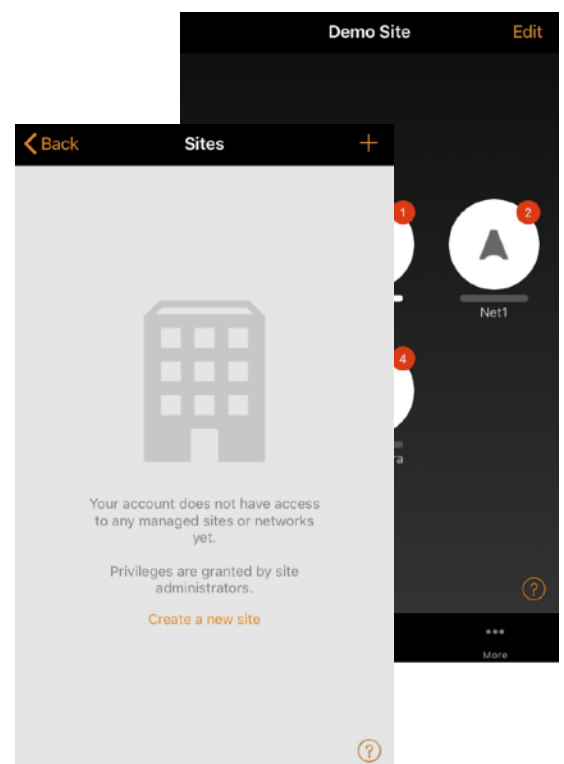 Demo Site
Edit
Back
Sites
+
1
2
Net1
4
Your account does not have access
to any managed sites or networks
yet.
Privileges are granted by site
administrators.
Create a new site
?
More
?